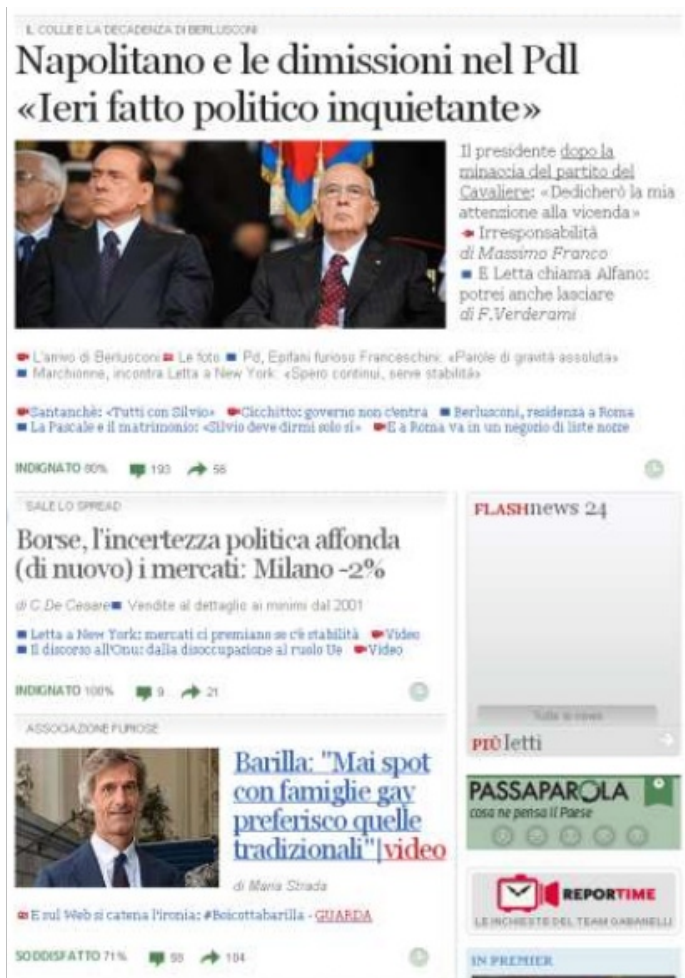 IL COLLE E LA DECADENZA DI BERLUSCONI
Napolitano e le dimissioni nel Pdl
«Ieri fatto politico inquietante»
Il presidente dopo la
minaccia del partito del
Cavaliere: «Dedicherò la mia
attenzione alla vicenda»
Irresponsabilità
di Massimo Franco
E Letta chiama Alfano:
potrei anche lasciare
di F.Verderami
L'arrivo di Berlusconi Le foto Pd, Epifani furioso Franceschini: «Parole di gravità assoluta»
Marchionne, incontra Letta a New York: «Spero continui, serve stabilità»
Santanchè: «Tutti con Silvio» Cicchitto: governo non c'entra Berlusconi, residenza a Roma
La Pascale e il matrimonio: «Silvio deve dirmi solo sì» E a Roma va in un negozio di liste nozze
INDIGNATO 80% 193 56
SALE LO SPREAD
Borse, l'incertezza politica affonda
(di nuovo) i mercati: Milano -2%
di C.De Cesare Vendite al dettaglio ai minimi dal 2001
Letta a New York: mercati ci premiano se c'è stabilità Video
Il discorso all'Onu: dalla disoccupazione al ruolo Ue Video
INDIGNATO 100% 9 21
ASSOCIAZIONE FURIOSE
Barilla: "Mai spot
con famiglie gay
preferisco quelle
tradizionali"|video
di Maria Strada
E sul Web si catena l'ironia: #Boicottabarilla - GUARDA
SODDISFATTO 71% 58 104
FLASHnews 24
Tutte le news
PIÙ letti
PASSAPAROLA
cosa ne pensa il Paese
REPORTIME
LE INCHIESTE DEL TEAM GABANELLI
IN PREMIER